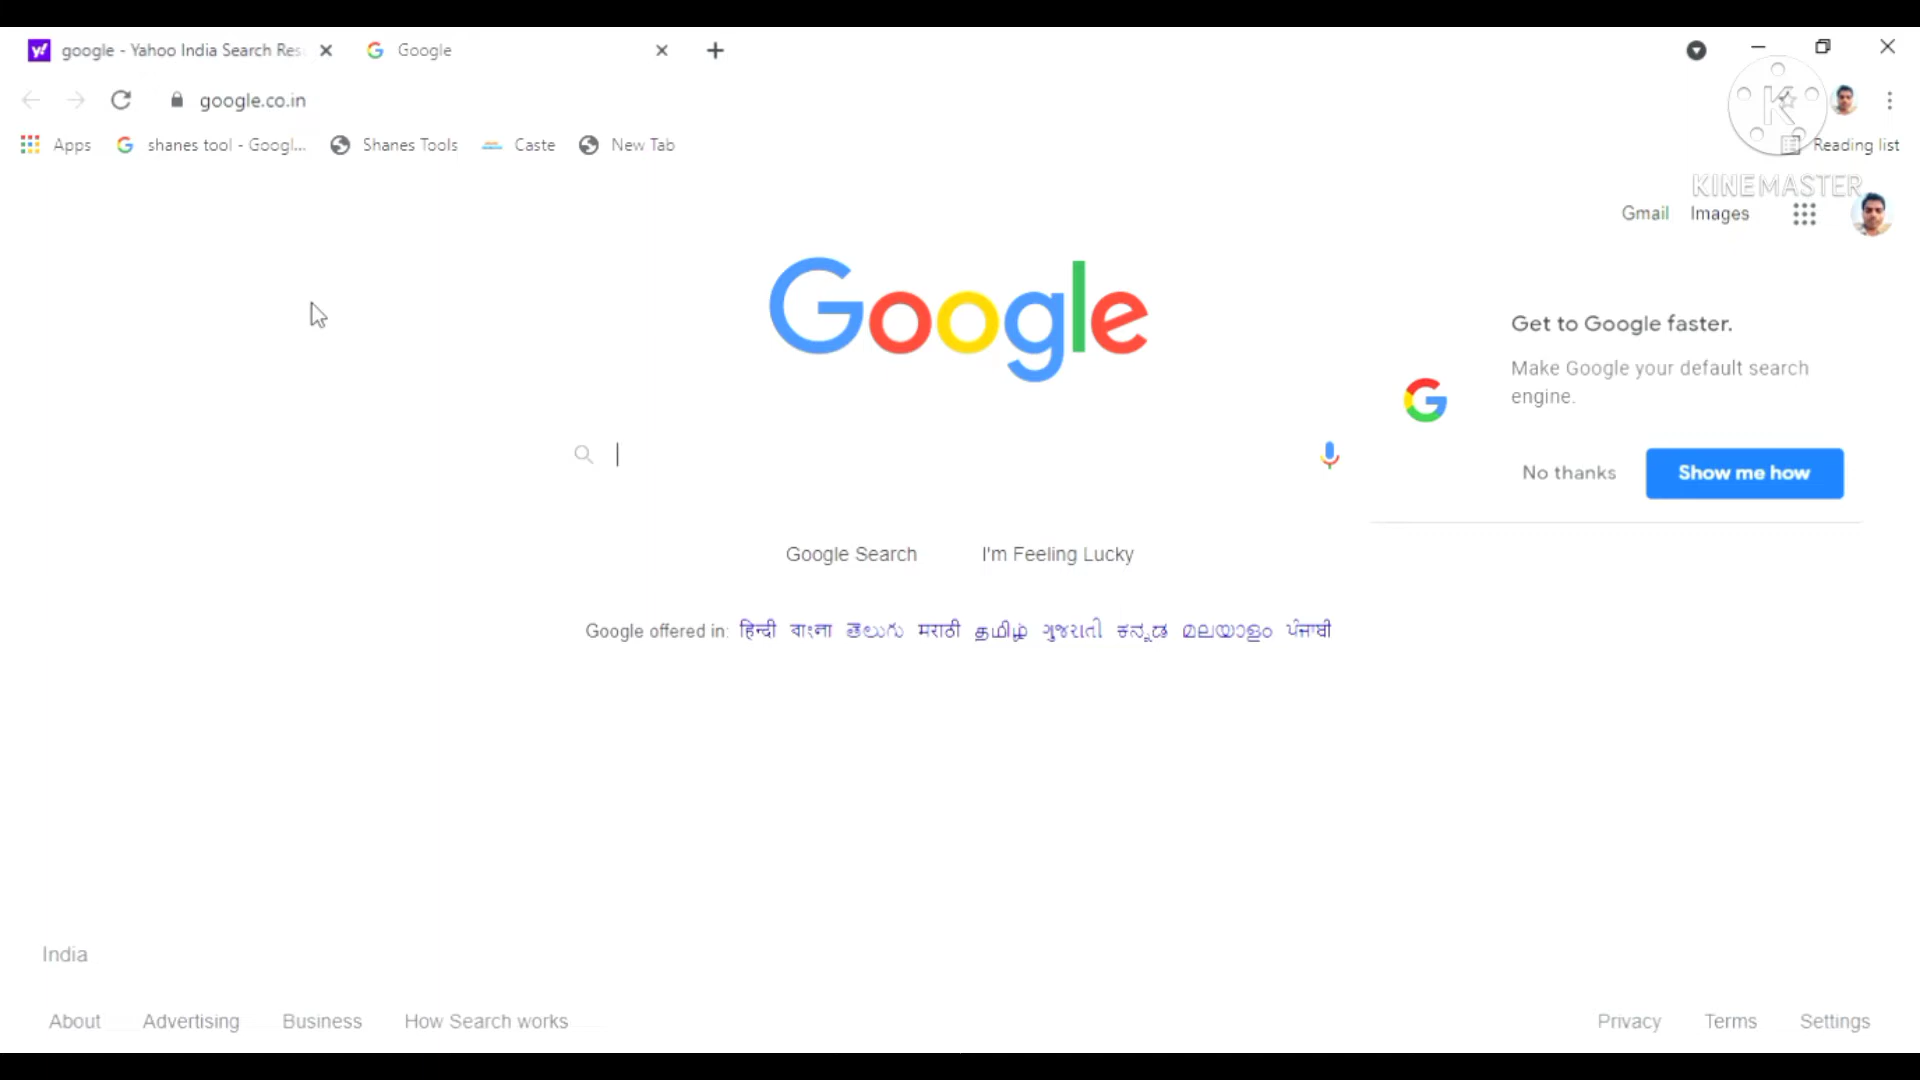 google - Yahoo India Search Res
Google
google.co.in
Apps
shanes tool - Googl...
Shanes Tools
Caste
New Tab
Reading list
KINEMASTER
Gmail
Images
Google
Get to Google faster.
Make Google your default search
engine.
No thanks
Show me how
Google Search
I'm Feeling Lucky
Google offered in: हिन्दी বাংলা తెలుగు मराठी தமிழ் ગુજરાતી ಕನ್ನಡ മലയാളം ਪੰਜਾਬੀ
India
About
Advertising
Business
How Search works
Privacy
Terms
Settings